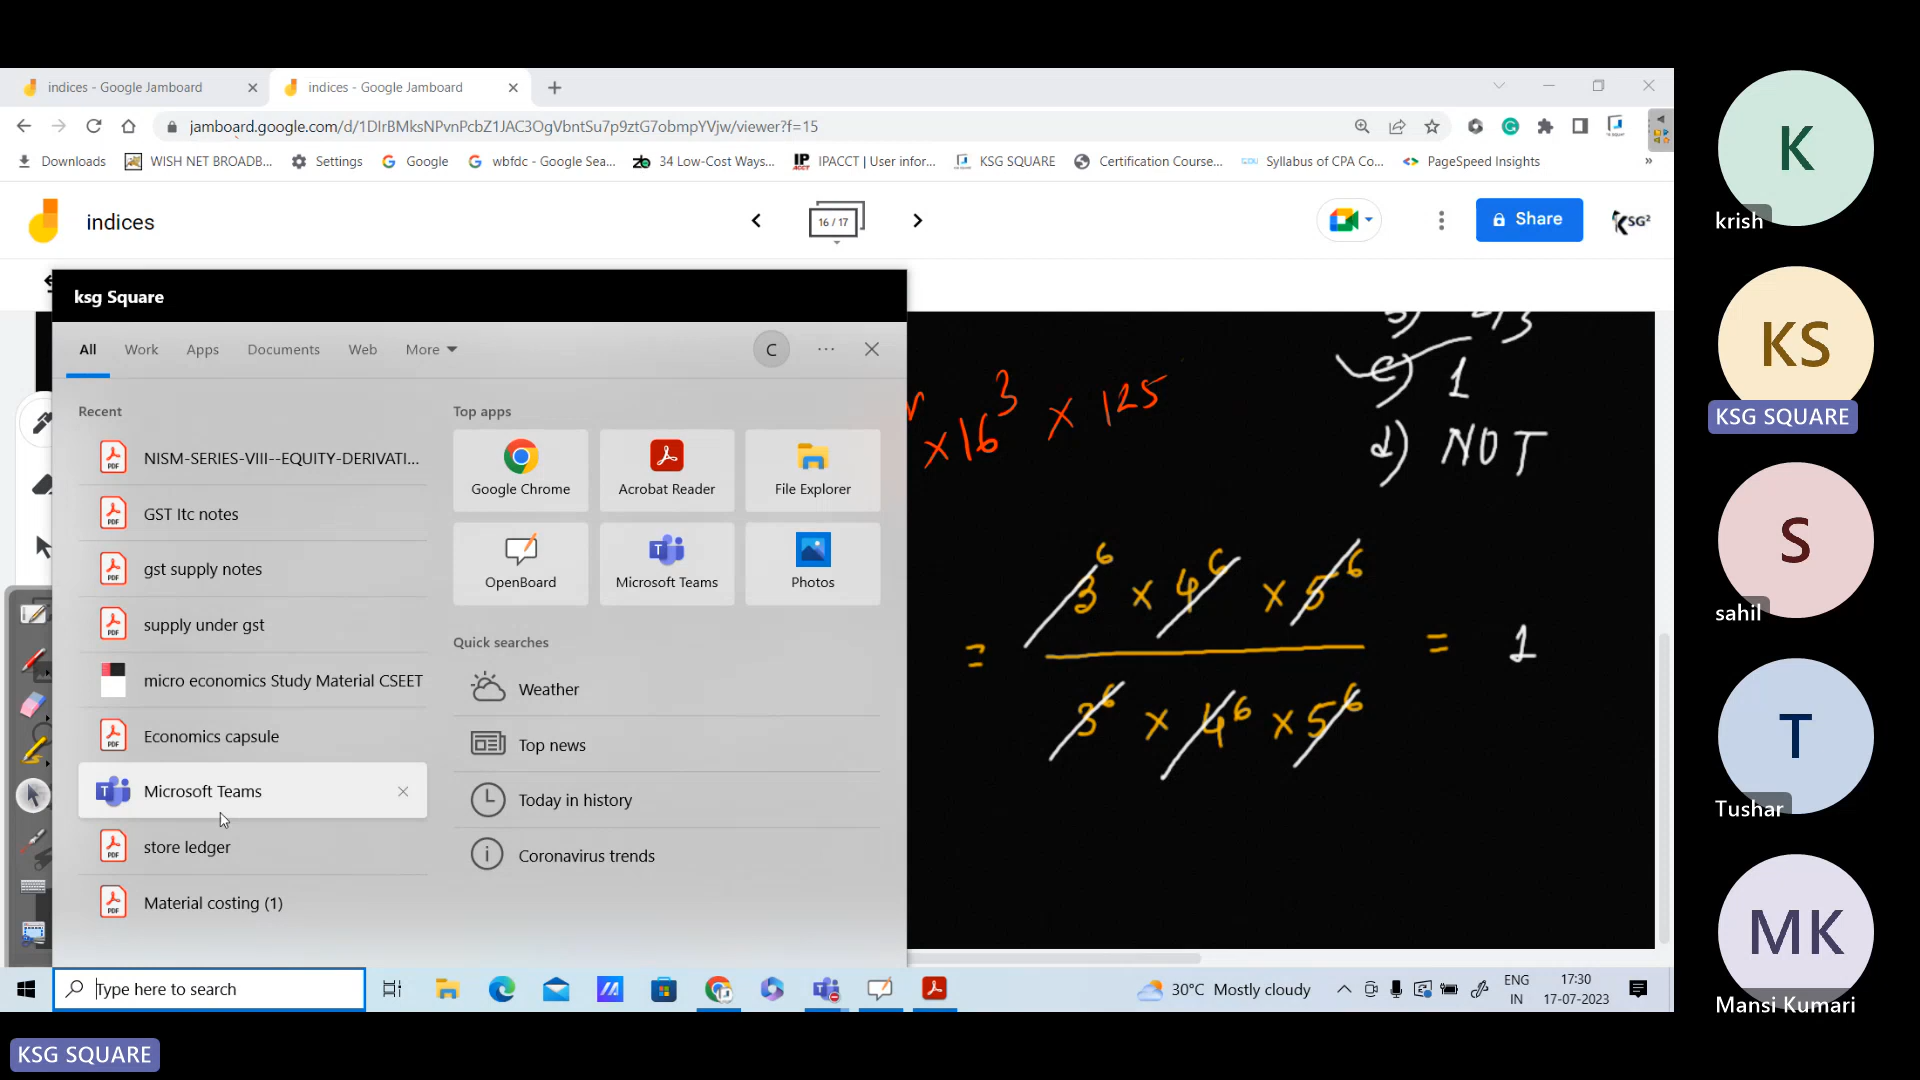 indices - Google Jamboard
indices - Google Jamboard
jamboard.google.com/d/1DIrBMksNPvnPcbZ1JAC3OgVbntSu7p9ztG7obmpYVjw/viewer?f=15
Downloads WISH NET BROADB... Settings Google wbfdc - Google Sea... 34 Low-Cost Ways... IPACCT | User infor... KSG SQUARE Certification Course... Syllabus of CPA Co... PageSpeed Insights »
indices
16 / 17
Share
KSG²
ksg Square
All Work Apps Documents Web More
C
Recent
NISM-SERIES-VIII--EQUITY-DERIVATI...
GST Itc notes
gst supply notes
supply under gst
micro economics Study Material CSEET
Economics capsule
Microsoft Teams
store ledger
Material costing (1)
Top apps
Google Chrome
Acrobat Reader
File Explorer
OpenBoard
Microsoft Teams
Photos
Quick searches
Weather
Top news
Today in history
Coronavirus trends
×16³ × 125
c) 1
d) NOT
= 3⁶ × 4⁶ × 5⁶ = 1
3⁶ × 4⁶ × 5⁶
Type here to search
30°C Mostly cloudy
ENG
IN
17:30
17-07-2023
K
krish
KS
KSG SQUARE
S
sahil
T
Tushar
MK
Mansi Kumari
KSG SQUARE